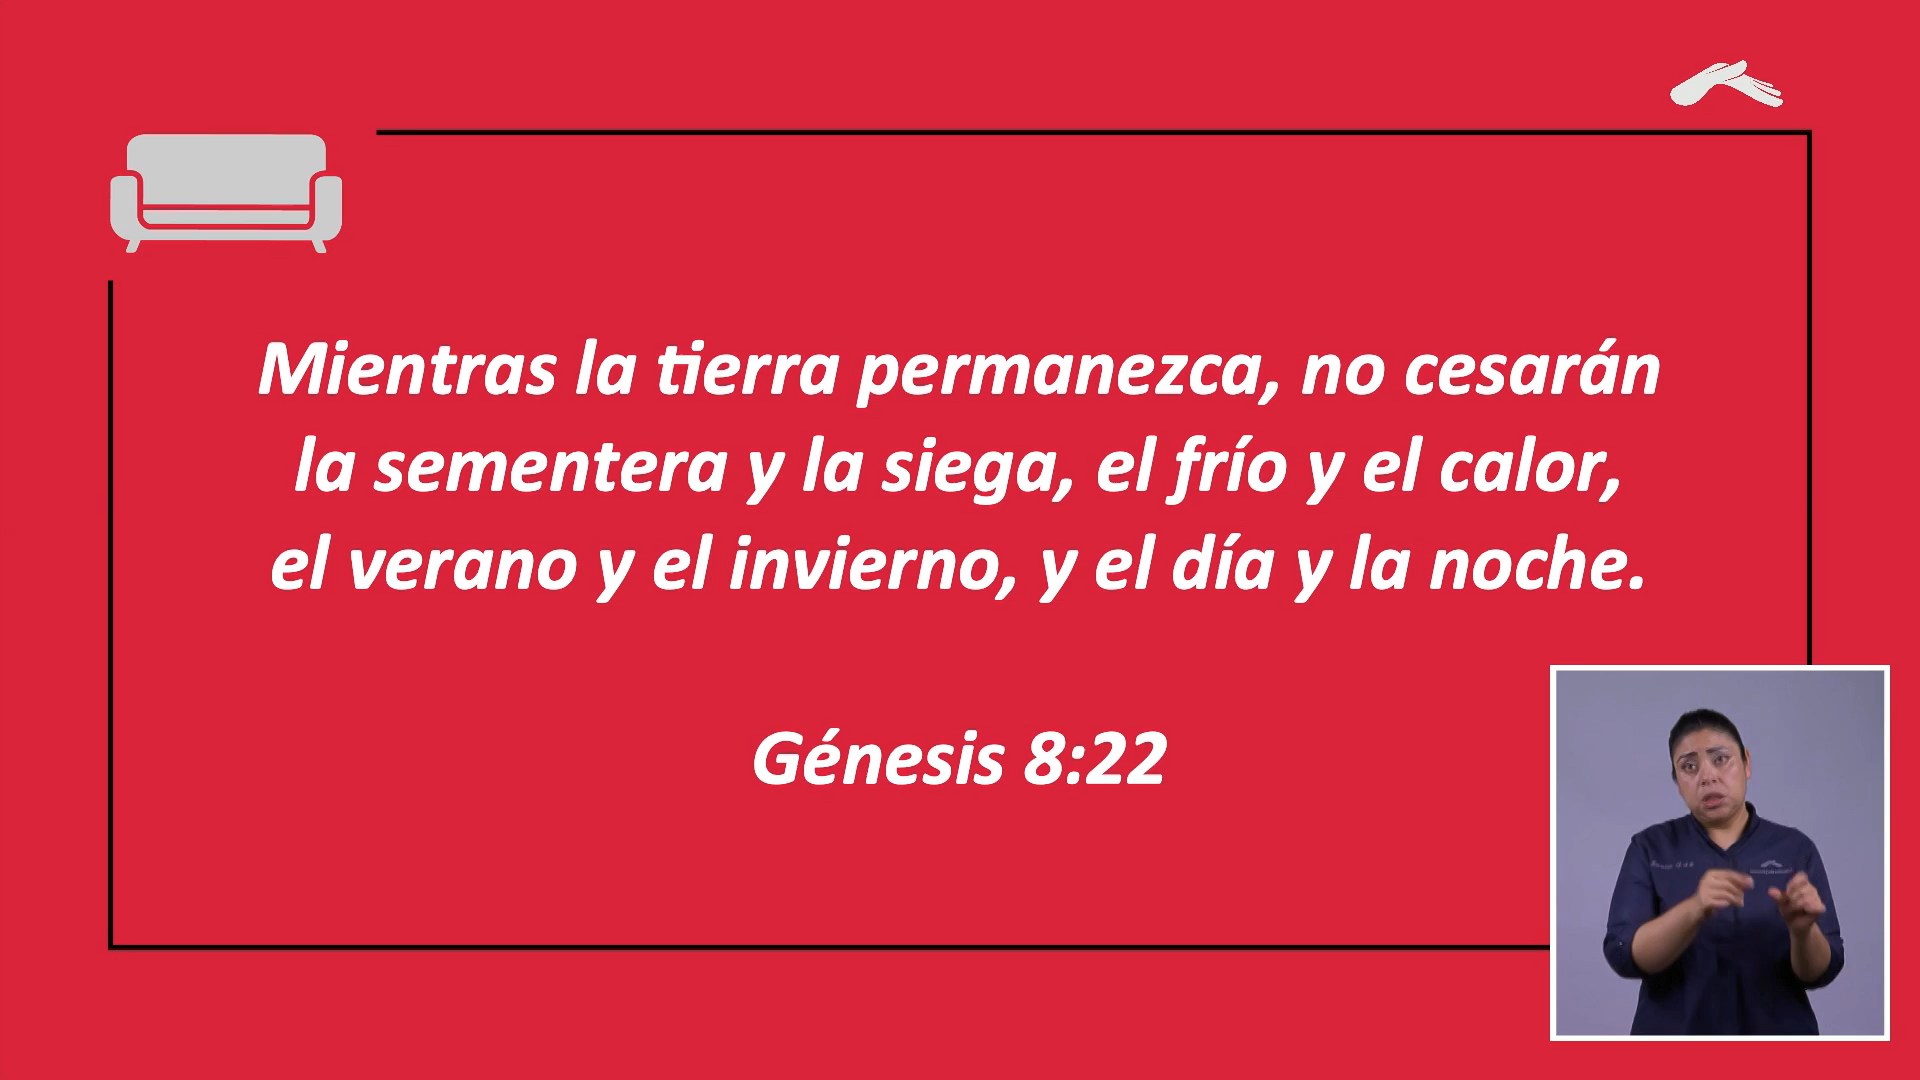 Mientras la tierra permanezca, no cesarán
la sementera y la siega, el frío y el calor,
el verano y el invierno, y el día y la noche.
Génesis 8:22